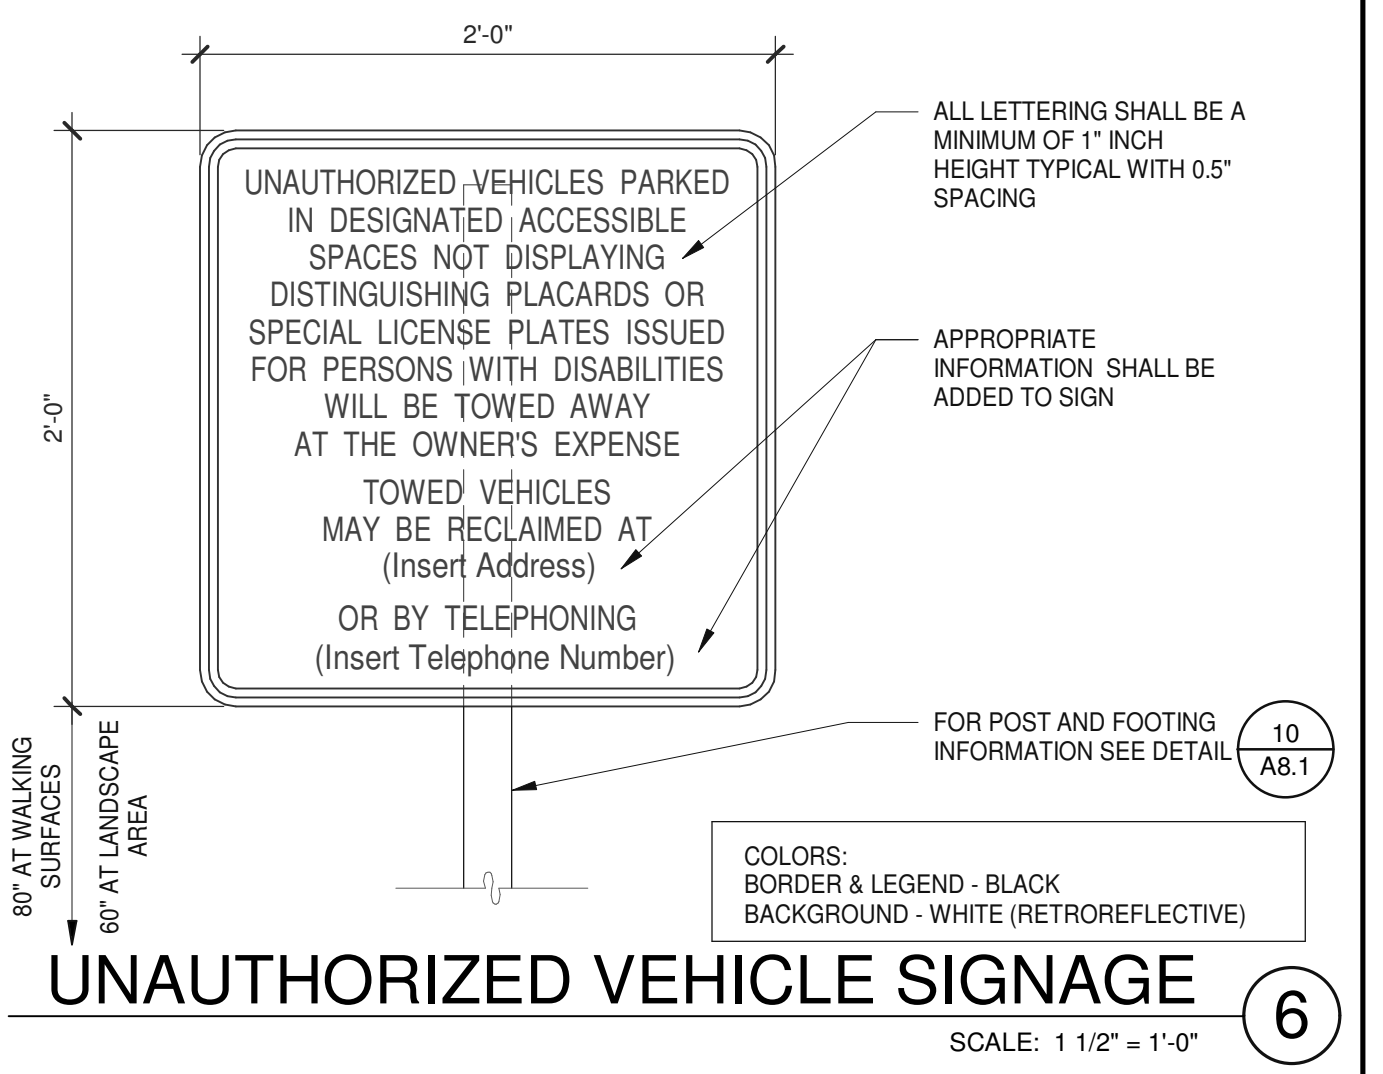 2'-0"
ALL LETTERING SHALL BE A
MINIMUM OF 1" INCH
HEIGHT TYPICAL WITH 0.5"
SPACING
UNAUTHORIZED VEHICLES PARKED
IN DESIGNATED ACCESSIBLE
SPACES NOT DISPLAYING
DISTINGUISHING PLACARDS OR
SPECIAL LICENSE PLATES ISSUED
FOR PERSONS WITH DISABILITIES
WILL BE TOWED AWAY
AT THE OWNER'S EXPENSE
TOWED VEHICLES
MAY BE RECLAIMED AT
(Insert Address)
OR BY TELEPHONING
(Insert Telephone Number)
APPROPRIATE
INFORMATION SHALL BE
ADDED TO SIGN
2'-0"
80" AT WALKING
SURFACES
60" AT LANDSCAPE
AREA
FOR POST AND FOOTING
INFORMATION SEE DETAIL
10
A8.1
COLORS:
BORDER & LEGEND - BLACK
BACKGROUND - WHITE (RETROREFLECTIVE)
UNAUTHORIZED VEHICLE SIGNAGE
6
SCALE: 1 1/2" = 1'-0"